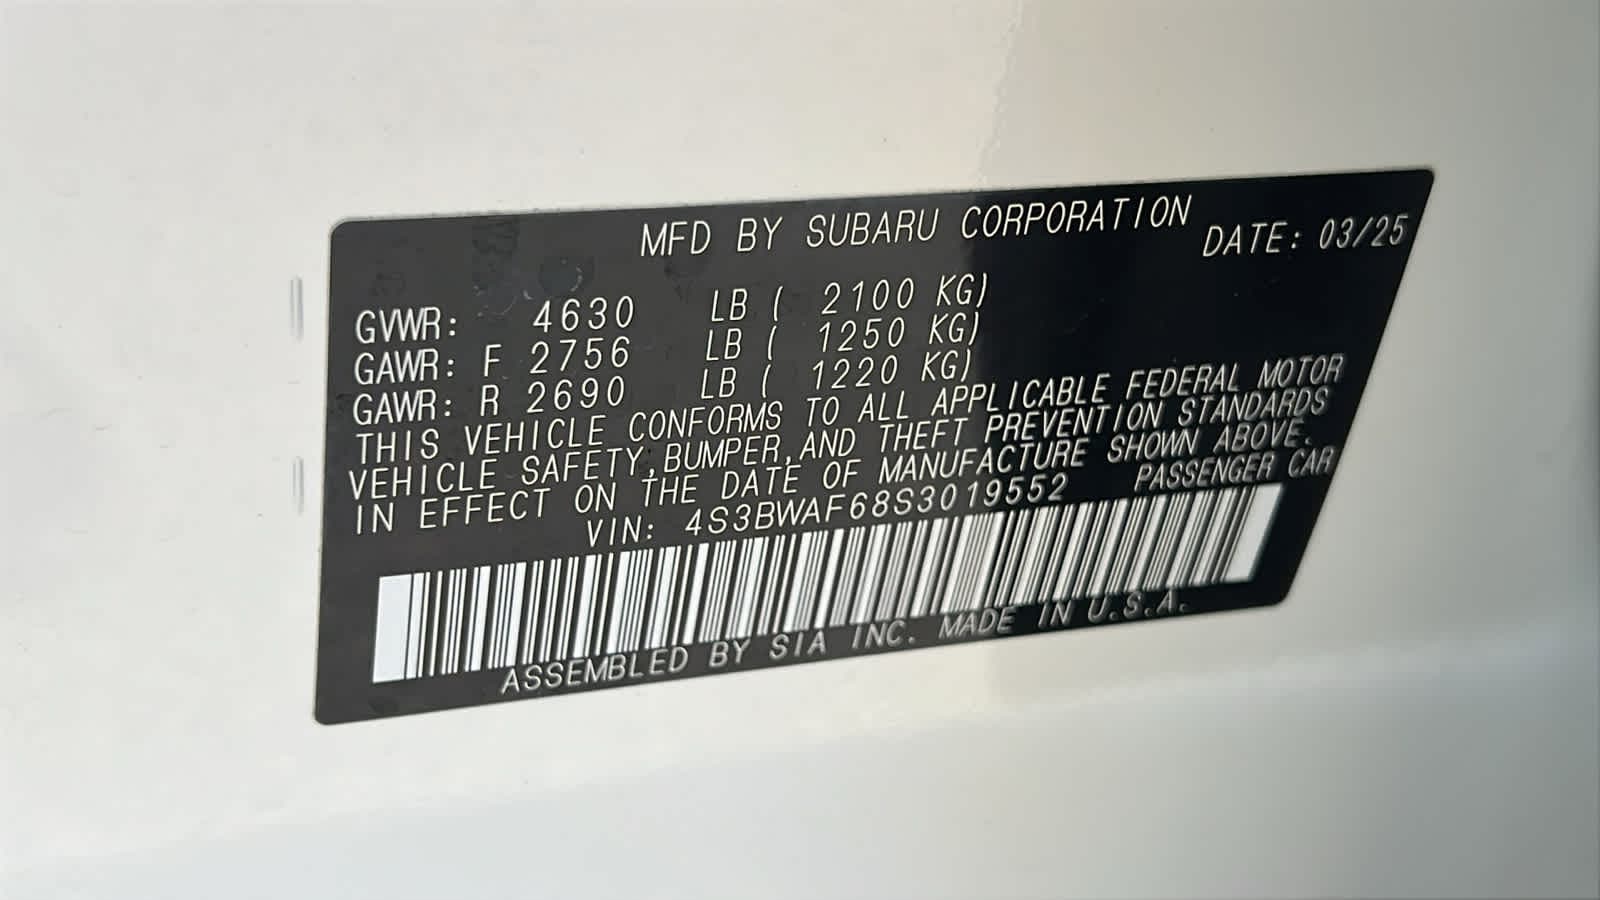 MFD BY SUBARU CORPORATION DATE: 03/25
GVWR: 4630 LB ( 2100 KG)
GAWR: F 2756 LB ( 1250 KG)
GAWR: R 2690 LB ( 1220 KG)
THIS VEHICLE CONFORMS TO ALL APPLICABLE FEDERAL MOTOR
VEHICLE SAFETY,BUMPER,AND THEFT PREVENTION STANDARDS
IN EFFECT ON THE DATE OF MANUFACTURE SHOWN ABOVE.
VIN: 4S3BWAF68S3019552 PASSENGER CAR
ASSEMBLED BY SIA INC. MADE IN U.S.A.